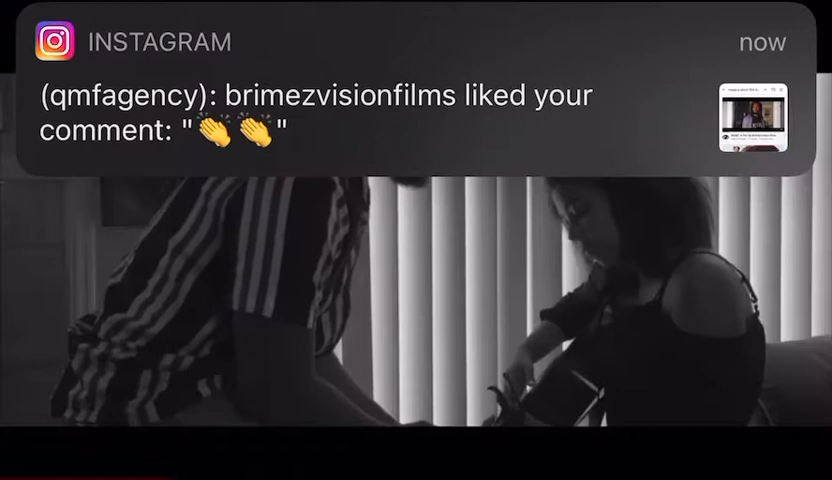 INSTAGRAM
now
(qmfagency): brimezvisionfilms liked your
comment: "👏👏"